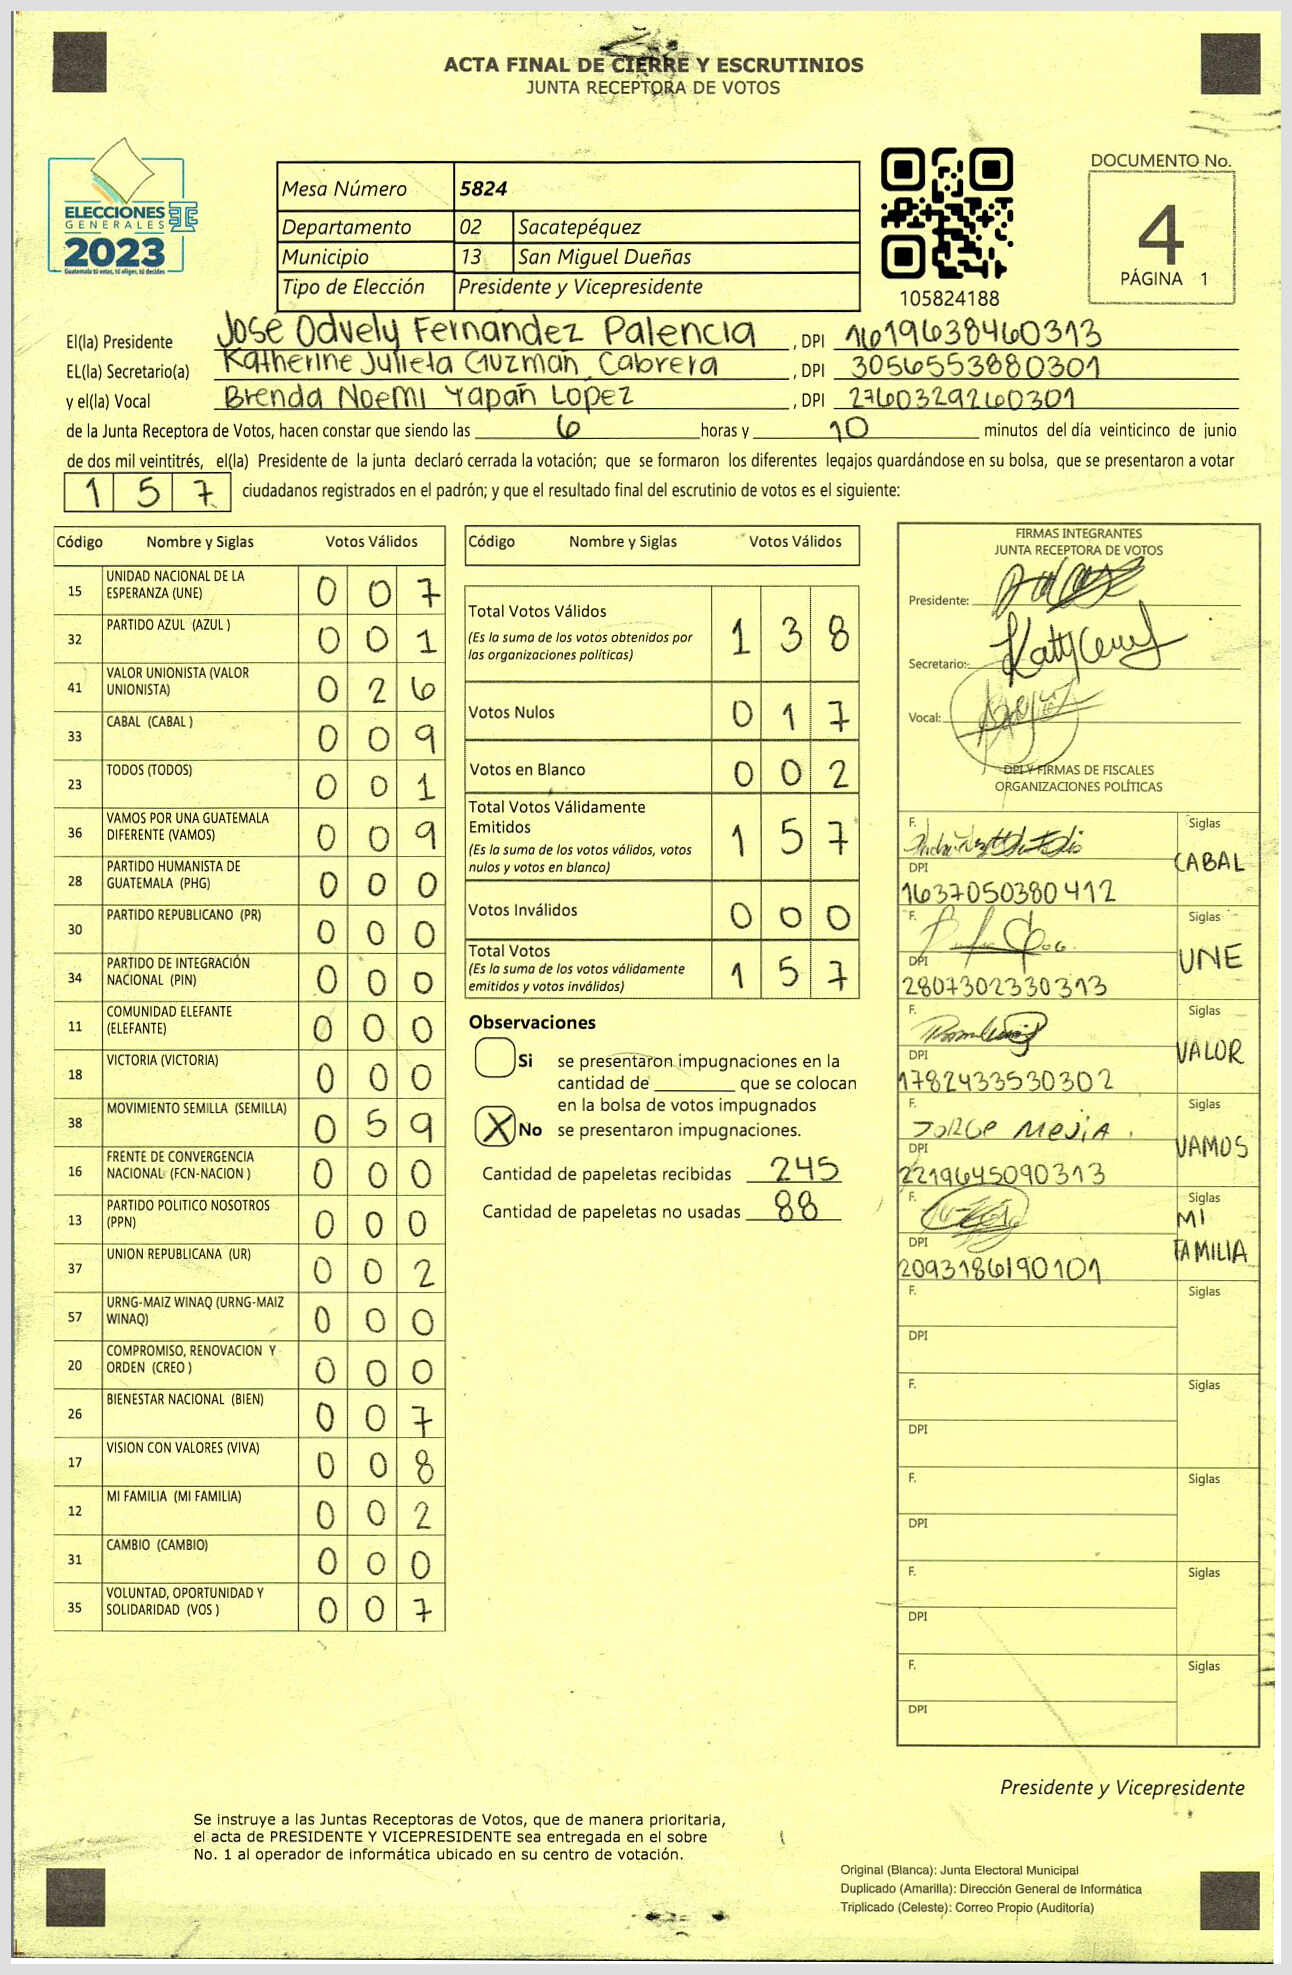 ACTA FINAL DE CIERRE Y ESCRUTINIOS
JUNTA RECEPTORA DE VOTOS
ELECCIONES
GENERALES
2023
Guatemala tú votas, tú eliges, tú decides
Mesa Número 5824
Departamento 02 Sacatepéquez
Municipio 13 San Miguel Dueñas
Tipo de Elección Presidente y Vicepresidente
105824188
DOCUMENTO No.
4
PÁGINA 1
El(la) Presidente Jose Odvely Fernandez Palencia, DPI 1619638460313
EL(la) Secretario(a) Katherine Julieta Guzmán Cabrera, DPI 3056553880301
y el(la) Vocal Brenda Noemi Yapán López, DPI 2760329260301
de la Junta Receptora de Votos, hacen constar que siendo las 6 horas y 10 minutos del día veinticinco de junio
de dos mil veintitrés, el(la) Presidente de la junta declaró cerrada la votación; que se formaron los diferentes legajos guardándose en su bolsa, que se presentaron a votar
157 ciudadanos registrados en el padrón; y que el resultado final del escrutinio de votos es el siguiente:
Código Nombre y Siglas Votos Válidos
15 UNIDAD NACIONAL DE LA ESPERANZA (UNE) 0 0 7
32 PARTIDO AZUL (AZUL ) 0 0 1
41 VALOR UNIONISTA (VALOR UNIONISTA) 0 2 6
33 CABAL (CABAL ) 0 0 9
23 TODOS (TODOS) 0 0 1
36 VAMOS POR UNA GUATEMALA DIFERENTE (VAMOS) 0 0 9
28 PARTIDO HUMANISTA DE GUATEMALA (PHG) 0 0 0
30 PARTIDO REPUBLICANO (PR) 0 0 0
34 PARTIDO DE INTEGRACIÓN NACIONAL (PIN) 0 0 0
11 COMUNIDAD ELEFANTE (ELEFANTE) 0 0 0
18 VICTORIA (VICTORIA) 0 0 0
38 MOVIMIENTO SEMILLA (SEMILLA) 0 5 9
16 FRENTE DE CONVERGENCIA NACIONAL (FCN-NACION ) 0 0 0
13 PARTIDO POLITICO NOSOTROS (PPN) 0 0 0
37 UNION REPUBLICANA (UR) 0 0 2
57 URNG-MAIZ WINAQ (URNG-MAIZ WINAQ) 0 0 0
20 COMPROMISO, RENOVACION Y ORDEN (CREO ) 0 0 0
26 BIENESTAR NACIONAL (BIEN) 0 0 7
17 VISION CON VALORES (VIVA) 0 0 8
12 MI FAMILIA (MI FAMILIA) 0 0 2
31 CAMBIO (CAMBIO) 0 0 0
35 VOLUNTAD, OPORTUNIDAD Y SOLIDARIDAD (VOS ) 0 0 7
Código Nombre y Siglas Votos Válidos
Total Votos Válidos 1 3 8
(Es la suma de los votos obtenidos por
las organizaciones políticas)
Votos Nulos 0 1 7
Votos en Blanco 0 0 2
Total Votos Válidamente
Emitidos 1 5 7
(Es la suma de los votos válidos, votos
nulos y votos en blanco)
Votos Inválidos 0 0 0
Total Votos 1 5 7
(Es la suma de los votos válidamente
emitidos y votos inválidos)
Observaciones
Si se presentaron impugnaciones en la
cantidad de ________ que se colocan
en la bolsa de votos impugnados
X No se presentaron impugnaciones.
Cantidad de papeletas recibidas 245
Cantidad de papeletas no usadas 88
FIRMAS INTEGRANTES
JUNTA RECEPTORA DE VOTOS
Presidente:
Secretario:
Vocal:
DPI Y FIRMAS DE FISCALES
ORGANIZACIONES POLÍTICAS
F. Siglas
CABAL
DPI
1637050380412
F. Siglas
UNE
DPI
2807302330313
F. Siglas
VALOR
DPI
1782433530302
F. Siglas
JORGE MEJIA.
VAMOS
DPI
2219645090313
F. Siglas
MI
FAMILIA
DPI
2093186190101
F. Siglas
DPI
F. Siglas
DPI
F. Siglas
DPI
F. Siglas
DPI
F. Siglas
DPI
Presidente y Vicepresidente
Se instruye a las Juntas Receptoras de Votos, que de manera prioritaria,
el acta de PRESIDENTE Y VICEPRESIDENTE sea entregada en el sobre
No. 1 al operador de informática ubicado en su centro de votación.
Original (Blanca): Junta Electoral Municipal
Duplicado (Amarilla): Dirección General de Informática
Triplicado (Celeste): Correo Propio (Auditoría)